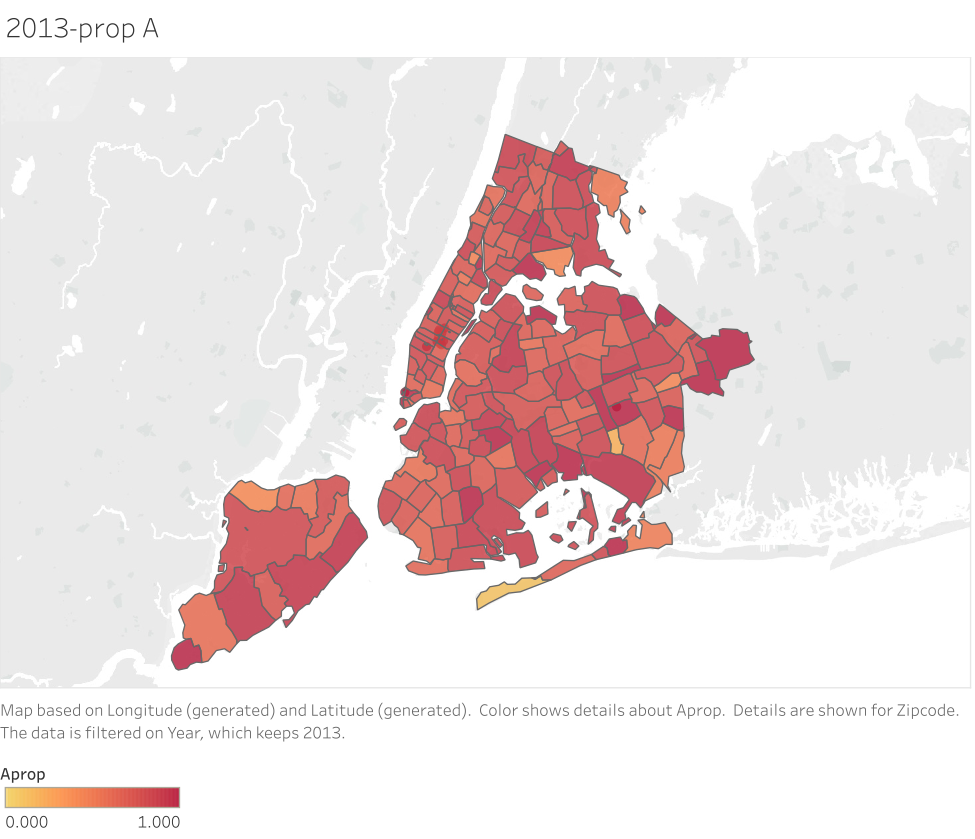 2013-prop A
Map based on Longitude (generated) and Latitude (generated).  Color shows details about Aprop.  Details are shown for Zipcode.
The data is filtered on Year, which keeps 2013.
Aprop
0.000 1.000